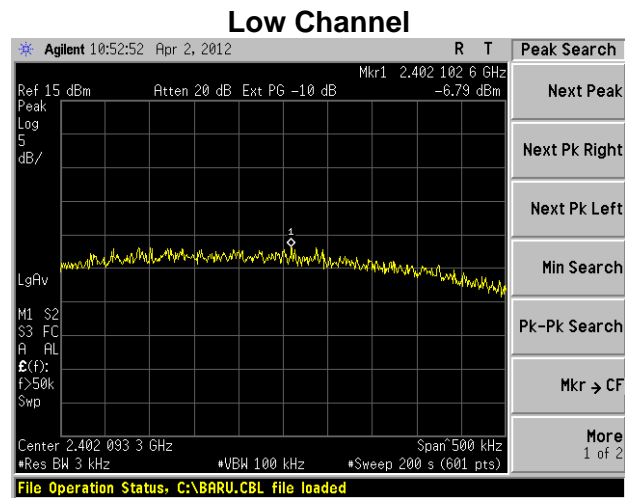 Low Channel
Agilent 10:52:52 Apr 2, 2012 R T Peak Search
Mkr1 2.402 102 6 GHz
Ref 15 dBm Atten 20 dB Ext PG -10 dB -6.79 dBm
Next Peak
Peak
Log
5
dB/
Next Pk Right
Next Pk Left
1
Min Search
LgAv
M1 S2
S3 FC
Pk-Pk Search
A AL
£(f):
f>50k
Swp
Mkr → CF
Center 2.402 093 3 GHz Span^500 kHz
#Res BW 3 kHz #VBW 100 kHz #Sweep 200 s (601 pts)
More
1 of 2
File Operation Status, C:\BARU.CBL file loaded